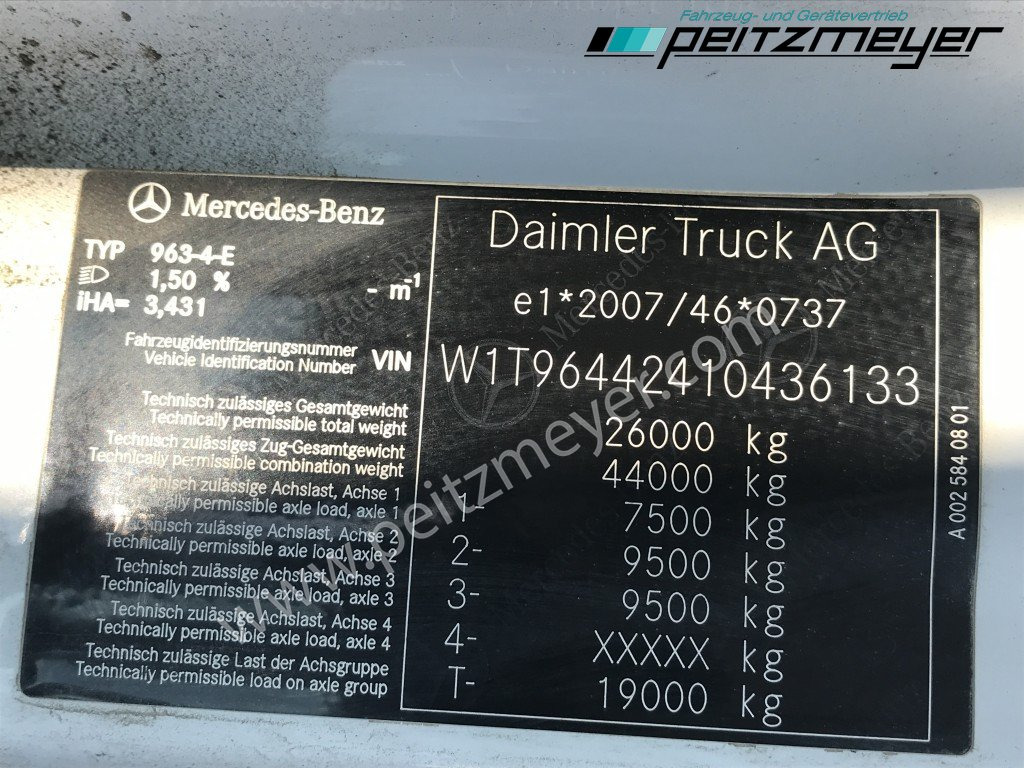 Fahrzeug- und Gerätevertrieb
peitzmeyer
Mercedes-Benz
TYP 963-4-E
1,50 % - m-1
iHA= 3,431
Fahrzeugidentifizierungsnummer
Vehicle Identification Number VIN
Technisch zulässiges Gesamtgewicht
Technically permissible total weight
Technisch zulässiges Zug-Gesamtgewicht
Technically permissible combination weight
Technisch zulässige Achslast, Achse 1
Technically permissible axle load, axle 1
Technisch zulässige Achslast, Achse 2
Technically permissible axle load, axle 2
Technisch zulässige Achslast, Achse 3
Technically permissible axle load, axle 3
Technisch zulässige Achslast, Achse 4
Technically permissible axle load, axle 4
Technisch zulässige Last der Achsgruppe
Technically permissible load on axle group
Daimler Truck AG
e1*2007/46*0737
W1T96442410436133
26000 kg
44000 kg
1- 7500 kg
2- 9500 kg
3- 9500 kg
4- XXXXX kg
T- 19000 kg
A 002 584 08 01
www.peitzmeyer.com